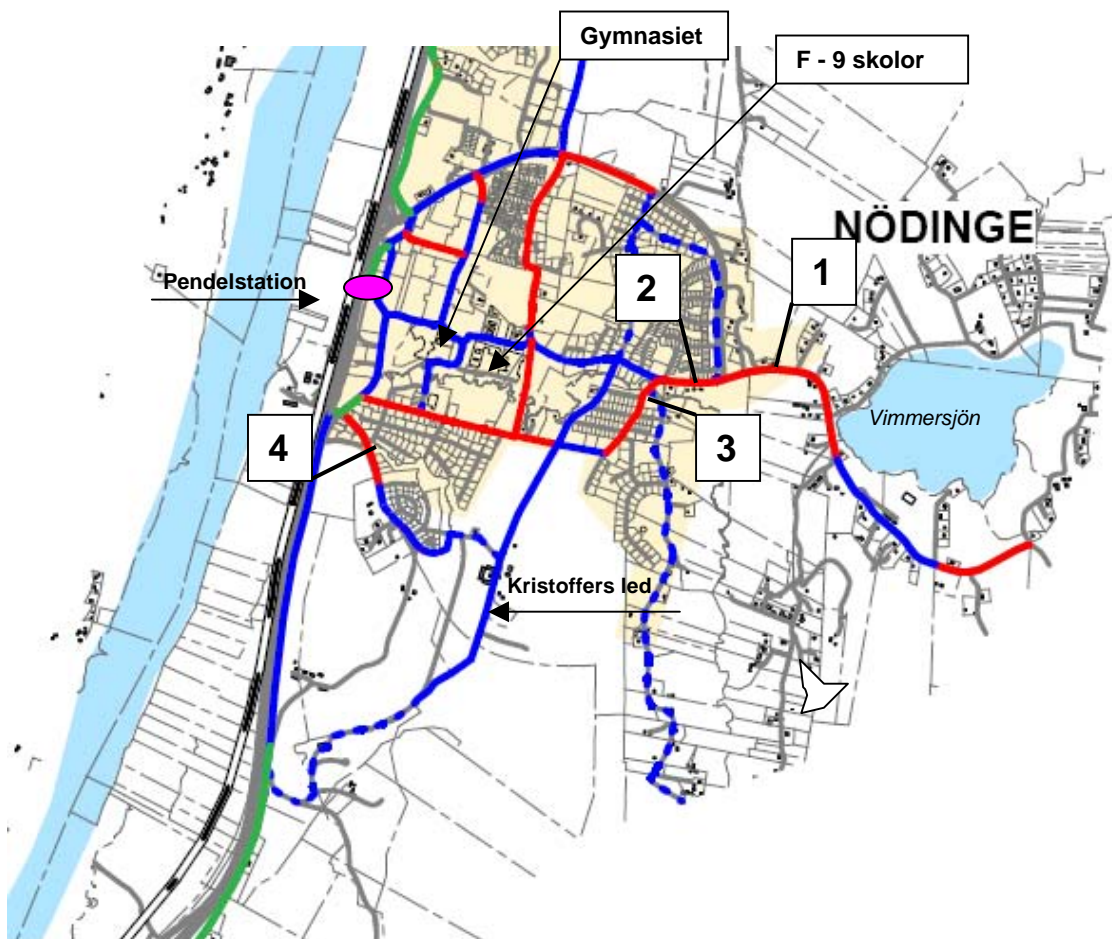 Gymnasiet
F - 9 skolor
NÖDINGE
1
Pendelstation
2
Vimmersjön
4
3
Kristoffers led